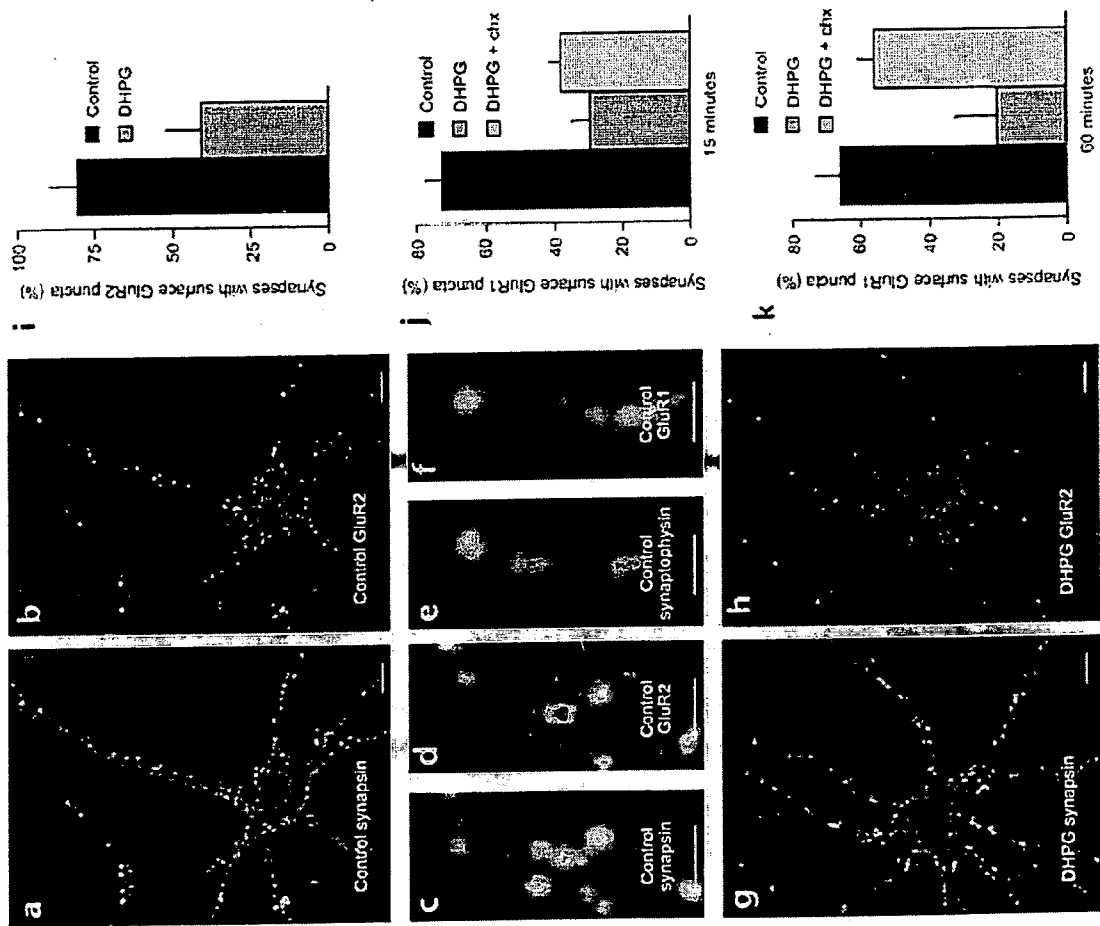 a
Control synapsin
b
Control GluR2
c
Control
synapsin
d
Control
GluR2
e
Control
synaptophysin
f
Control
GluR1
g
DHPG synapsin
h
DHPG GluR2
i
Synapses with surface GluR2 puncta (%)
100
75
50
25
0
Control
DHPG
j
Synapses with surface GluR1 puncta (%)
80
60
40
20
0
Control
DHPG
DHPG + chx
15 minutes
k
Synapses with surface GluR1 puncta (%)
80
60
40
20
0
Control
DHPG
DHPG + chx
60 minutes